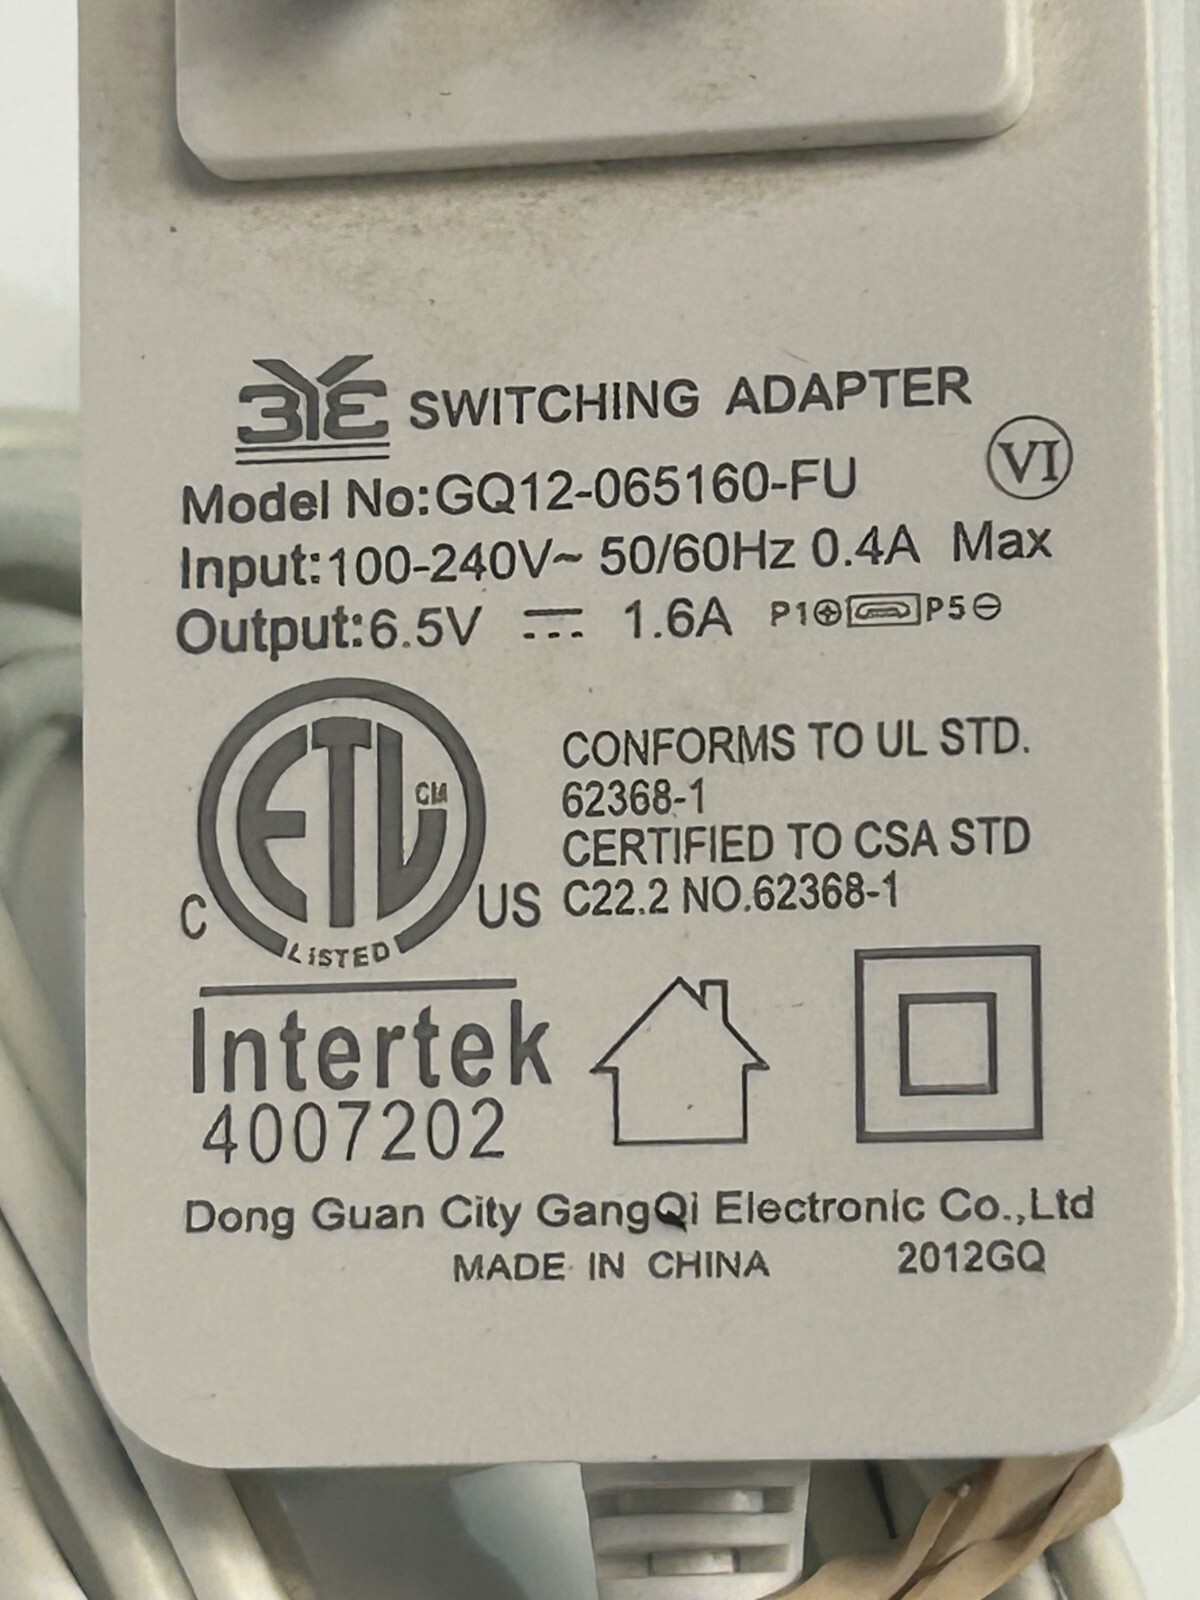 SWITCHING ADAPTER
VI
Model No:GQ12-065160-FU
Input:100-240V~ 50/60Hz 0.4A Max
Output:6.5V ⎓ 1.6A P1⊕ P5⊖
CONFORMS TO UL STD.
62368-1
CERTIFIED TO CSA STD
C22.2 NO.62368-1
ETL CM
C US
LISTED
Intertek
4007202
Dong Guan City GangQi Electronic Co.,Ltd
MADE IN CHINA 2012GQ